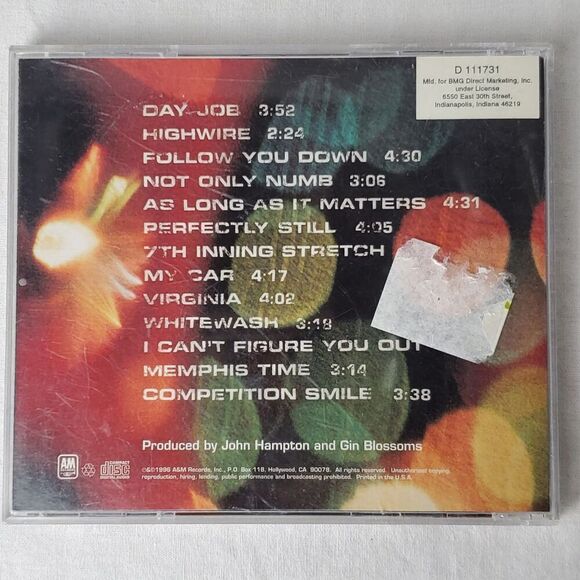 D 111731
Mfd. for BMG Direct Marketing, Inc.
under License
6550 East 30th Street,
Indianapolis, Indiana 46219
DAY JOB 3:52
HIGHWIRE 2:24
FOLLOW YOU DOWN 4:30
NOT ONLY NUMB 3:06
AS LONG AS IT MATTERS 4:31
PERFECTLY STILL 4:05
7TH INNING STRETCH
MY CAR 4:17
VIRGINIA 4:02
WHITEWASH 3:18
I CAN'T FIGURE YOU OUT
MEMPHIS TIME 3:14
COMPETITION SMILE 3:38
Produced by John Hampton and Gin Blossoms
℗&©1996 A&M Records, Inc., P.O. Box 118, Hollywood, CA 90078. All rights reserved. Unauthorized copying,
reproduction, hiring, lending, public performance and broadcasting prohibited. Printed in the U.S.A.
AM
COMPACT
disc
DIGITAL AUDIO